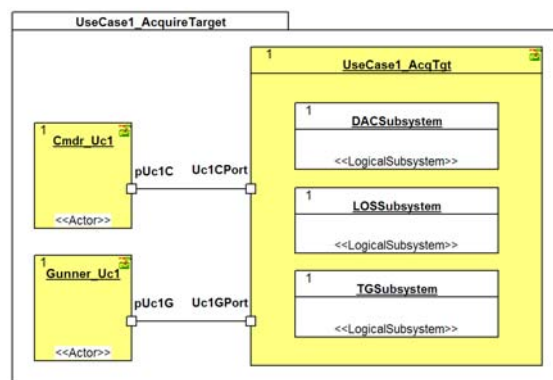 UseCase1_AcquireTarget
1
UseCase1_AcqTgt
1
DACSubsystem
<<LogicalSubsystem>>
1
Cmdr_Uc1
pUc1C
Uc1CPort
<<Actor>>
1
LOSSubsystem
<<LogicalSubsystem>>
1
Gunner_Uc1
pUc1G
Uc1GPort
<<Actor>>
1
TGSubsystem
<<LogicalSubsystem>>